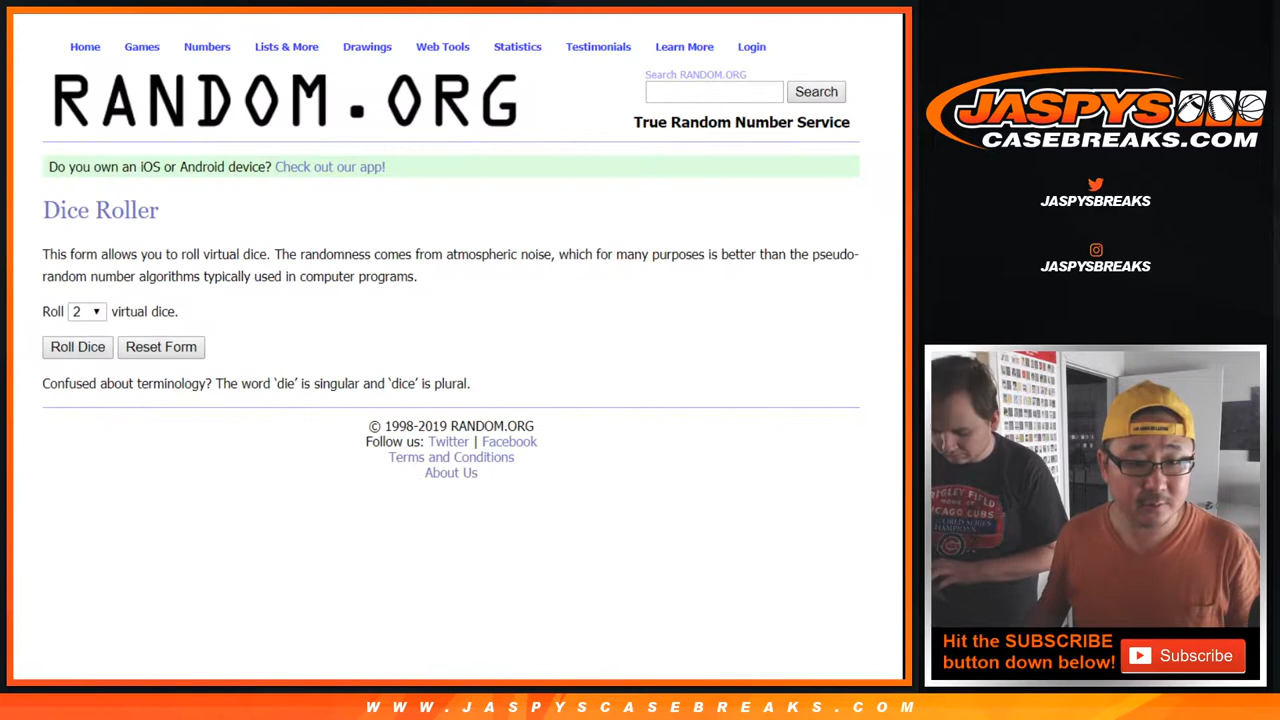 Home Games Numbers Lists & More Drawings Web Tools Statistics Testimonials Learn More Login
RANDOM.ORG
Search RANDOM.ORG
Search
True Random Number Service
Do you own an iOS or Android device? Check out our app!
Dice Roller
This form allows you to roll virtual dice. The randomness comes from atmospheric noise, which for many purposes is better than the pseudo-
random number algorithms typically used in computer programs.
Roll 2 virtual dice.
Roll Dice Reset Form
Confused about terminology? The word ‘die’ is singular and ‘dice’ is plural.
© 1998-2019 RANDOM.ORG
Follow us: Twitter | Facebook
Terms and Conditions
About Us
JASPYS
CASEBREAKS.COM
JASPYSBREAKS
JASPYSBREAKS
WRIGLEY FIELD
CHICAGO CUBS
WORLD SERIES
CHAMPIONS
Hit the SUBSCRIBE
button down below!
Subscribe
WWW.JASPYSCASEBREAKS.COM